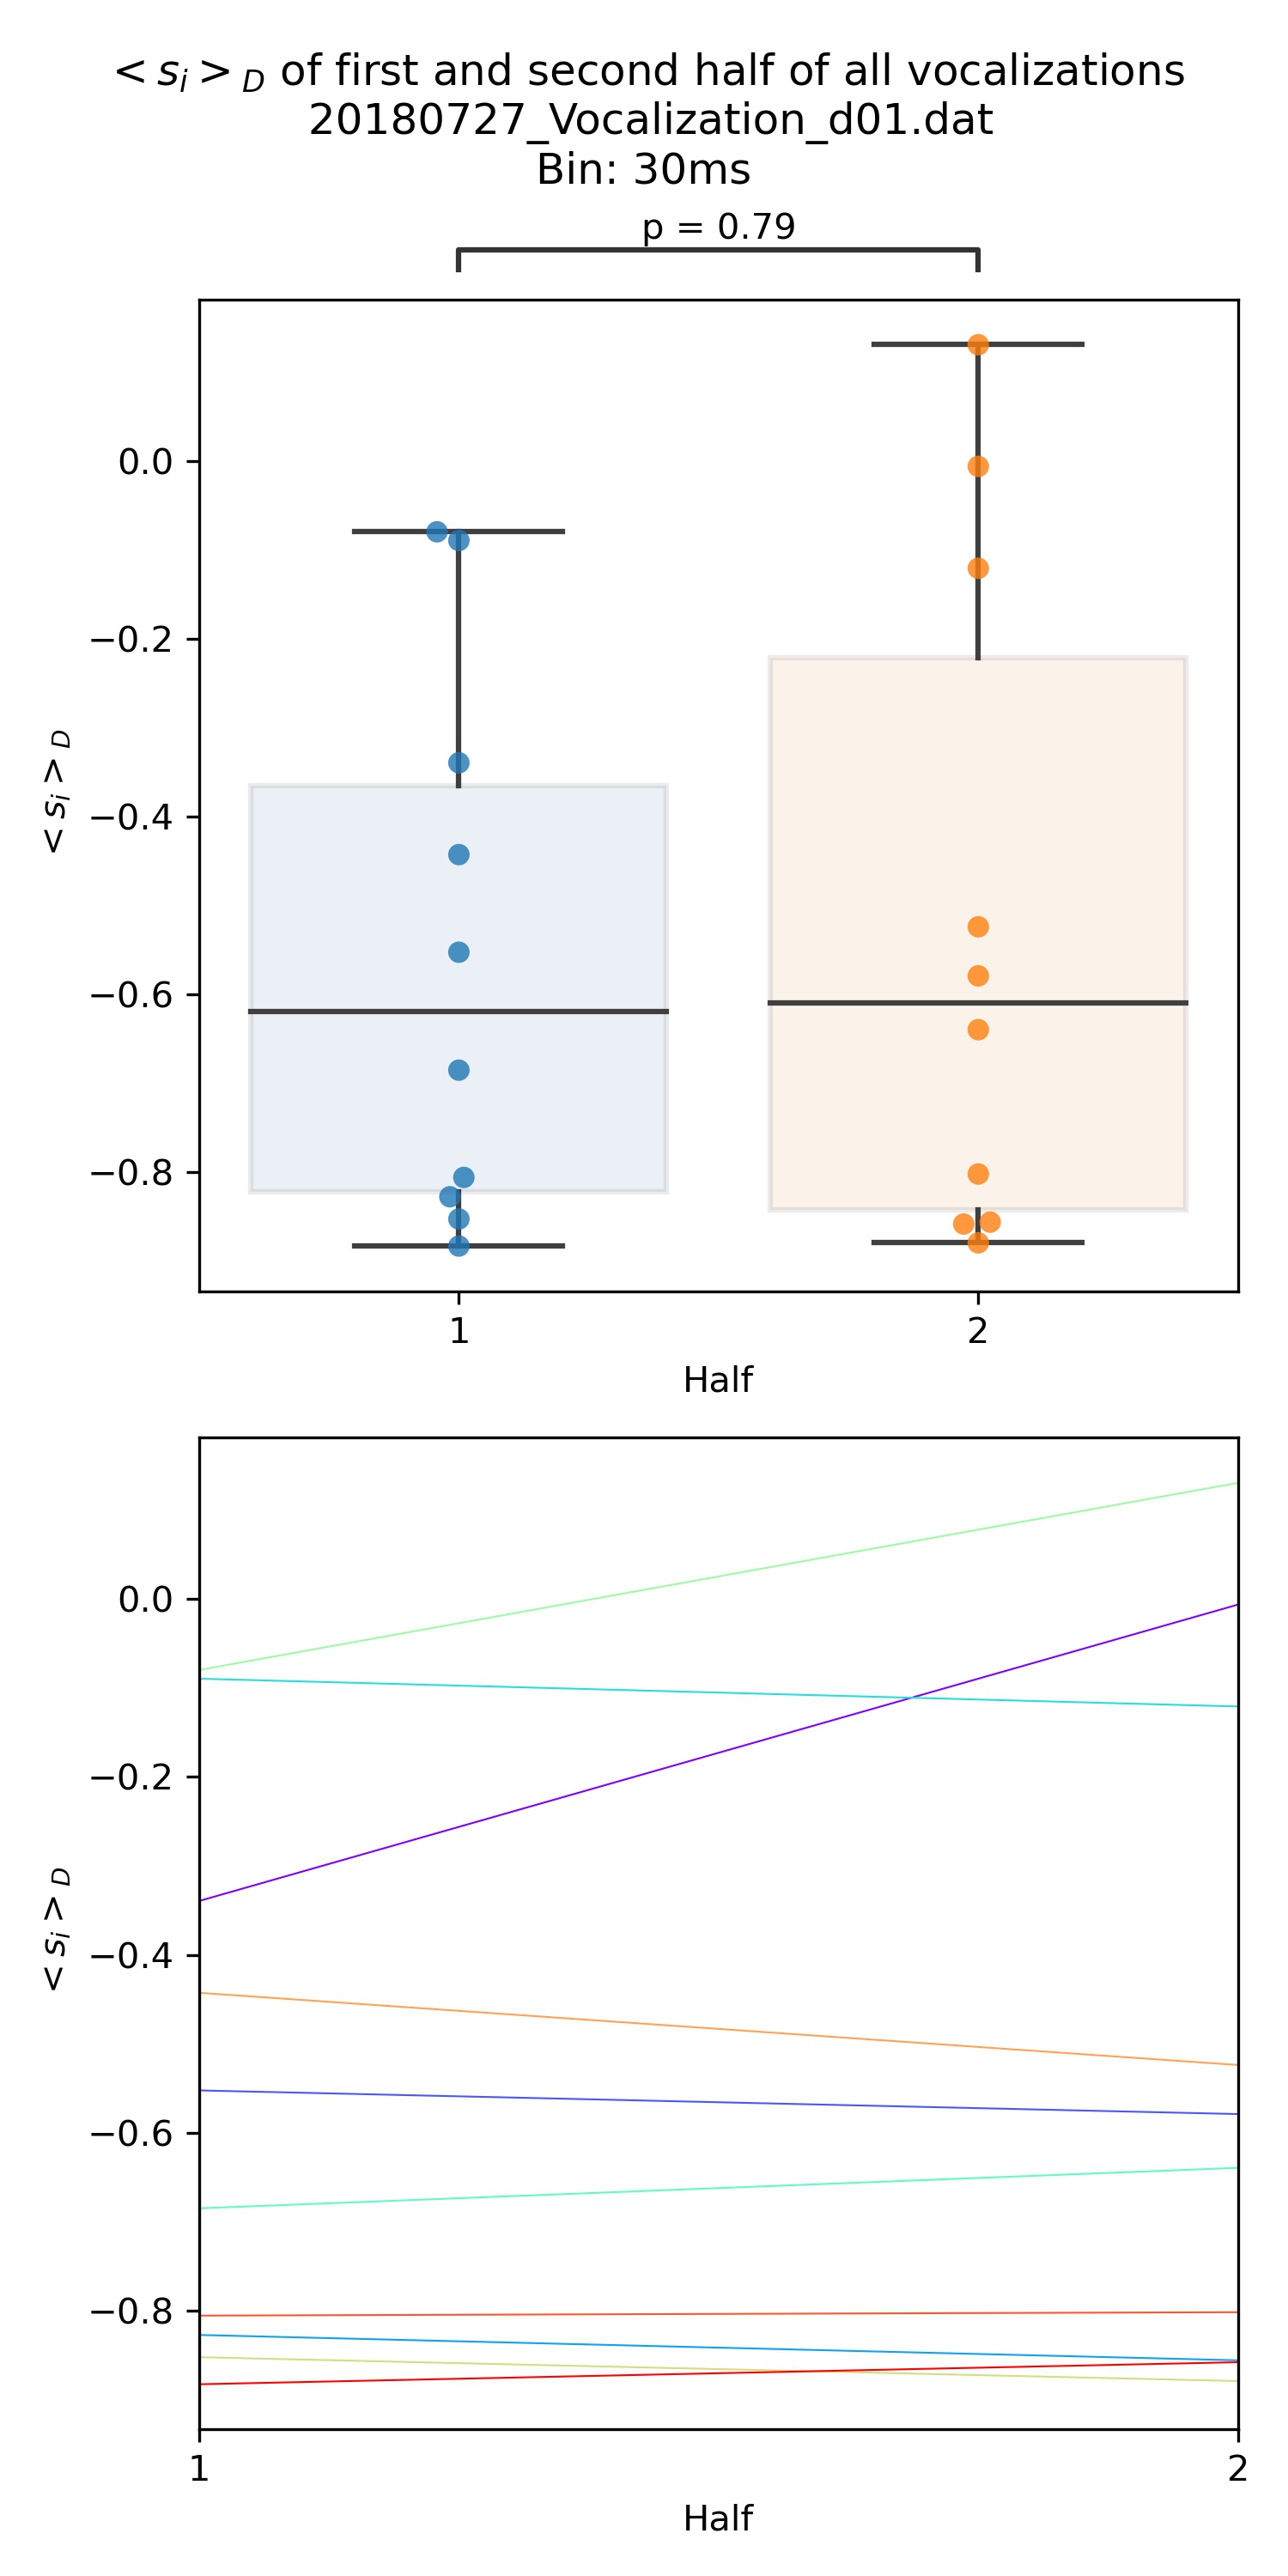 <s_i>_D of first and second half of all vocalizations
20180727_Vocalization_d01.dat
Bin: 30ms
p = 0.79
0.0
−0.2
−0.4
−0.6
−0.8
<s_i>_D
1 2
Half
0.0
−0.2
−0.4
−0.6
−0.8
<s_i>_D
1 2
Half